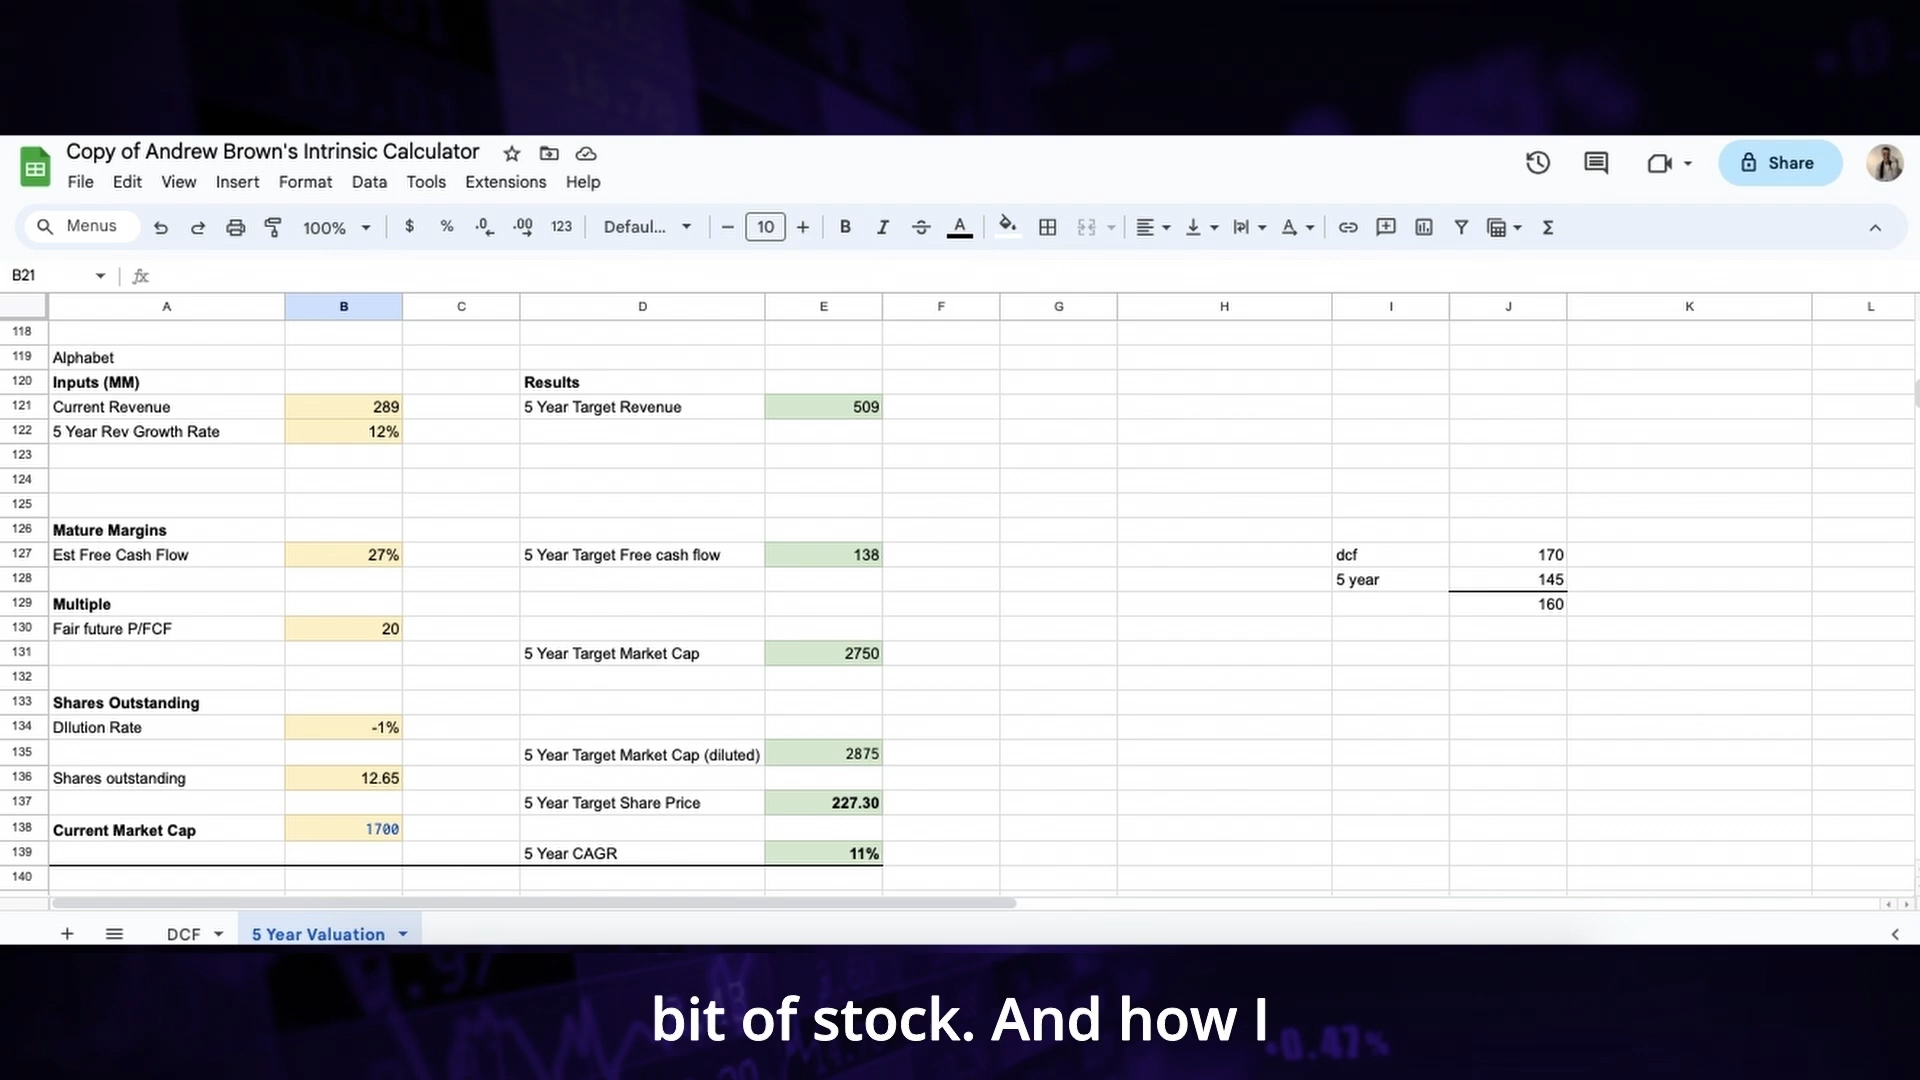 Copy of Andrew Brown's Intrinsic Calculator
File Edit View Insert Format Data Tools Extensions Help
Share
Menus 100% $ % .0 .00 123 Defaul... 10 B I A
B21 fx
A B C D E F G H I J K L
118
119 Alphabet
120 Inputs (MM) Results
121 Current Revenue 289 5 Year Target Revenue 509
122 5 Year Rev Growth Rate 12%
123
124
125
126 Mature Margins
127 Est Free Cash Flow 27% 5 Year Target Free cash flow 138 dcf 170
128 5 year 145
129 Multiple 160
130 Fair future P/FCF 20
131 5 Year Target Market Cap 2750
132
133 Shares Outstanding
134 DIlution Rate -1%
135 5 Year Target Market Cap (diluted) 2875
136 Shares outstanding 12.65
137 5 Year Target Share Price 227.30
138 Current Market Cap 1700
139 5 Year CAGR 11%
140
DCF 5 Year Valuation
bit of stock. And how I